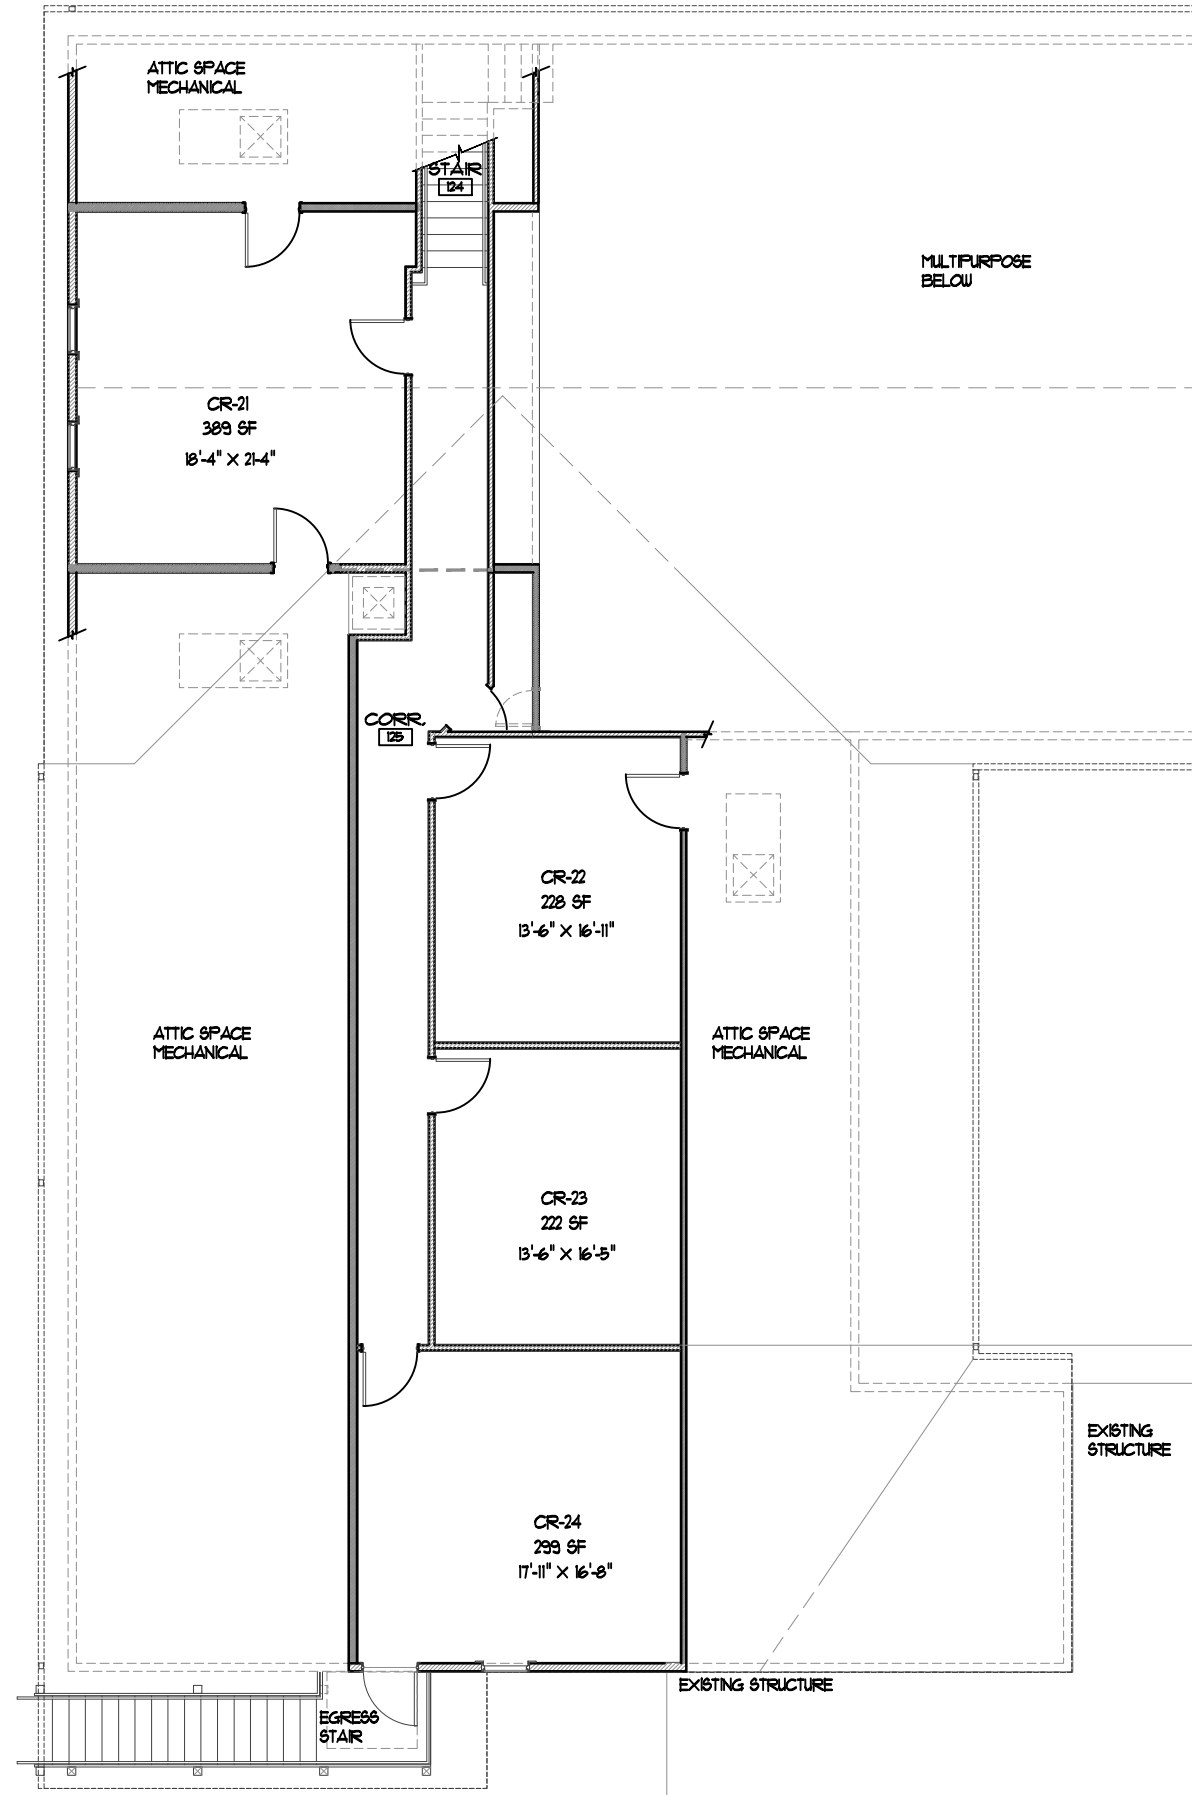 ATTIC SPACE
MECHANICAL
STAIR
124
MULTIPURPOSE
BELOW
CR-21
389 SF
18'-4" X 21-4"
CORR.
125
CR-22
228 SF
13'-6" X 16'-11"
ATTIC SPACE
MECHANICAL
ATTIC SPACE
MECHANICAL
CR-23
222 SF
13'-6" X 16'-5"
EXISTING
STRUCTURE
CR-24
299 SF
17'-11" X 16'-8"
EXISTING STRUCTURE
EGRESS
STAIR